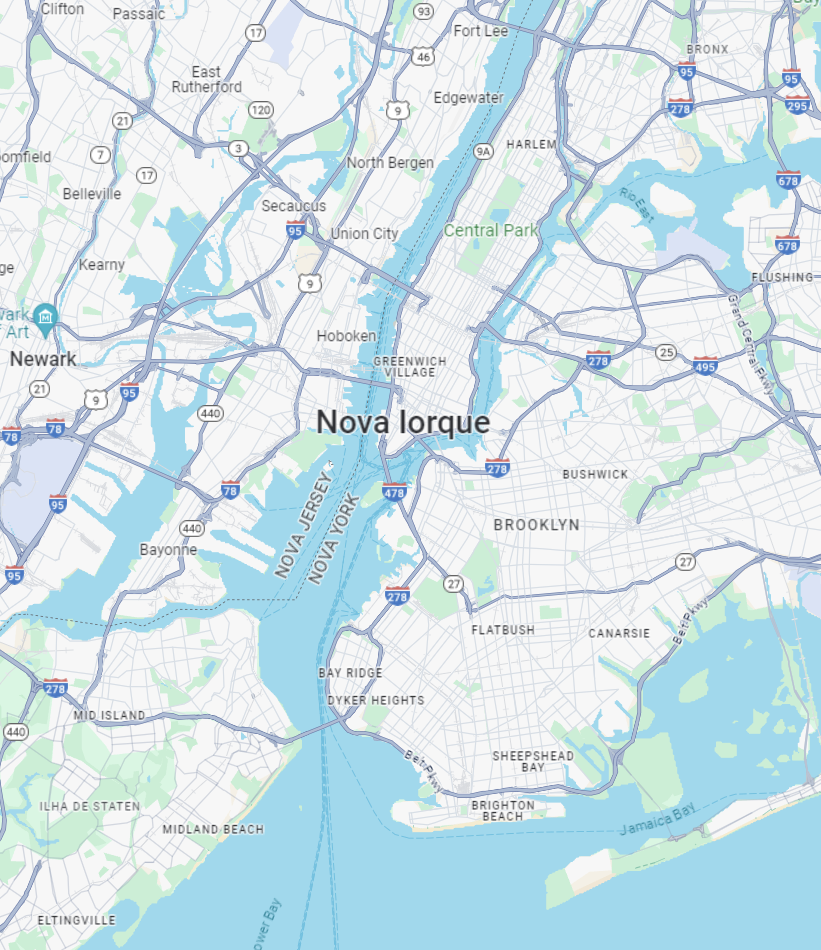 Clifton
Passaic
93
Fort Lee
17
46
BRONX
95
95
East
Rutherford
Edgewater
278
295
120
9
21
3
HARLEM
9A
7
North Bergen
17
678
Belleville
Rio East
Secaucus
95
Union City
Central Park
678
Kearny
FLUSHING
9
Grand Central Pkwy
Hoboken
GREENWICH
VILLAGE
Newark
278
25
495
21
9
95
440
Nova Iorque
78
78
278
BUSHWICK
78
478
95
NOVA JERSEY
NOVA YORK
BROOKLYN
440
Bayonne
27
95
278
27
FLATBUSH
CANARSIE
Belt Pkwy
BAY RIDGE
278
DYKER HEIGHTS
MID ISLAND
440
Belt Pkwy
SHEEPSHEAD
BAY
ILHA DE STATEN
BRIGHTON
BEACH
MIDLAND BEACH
Jamaica Bay
ELTINGVILLE
Bay